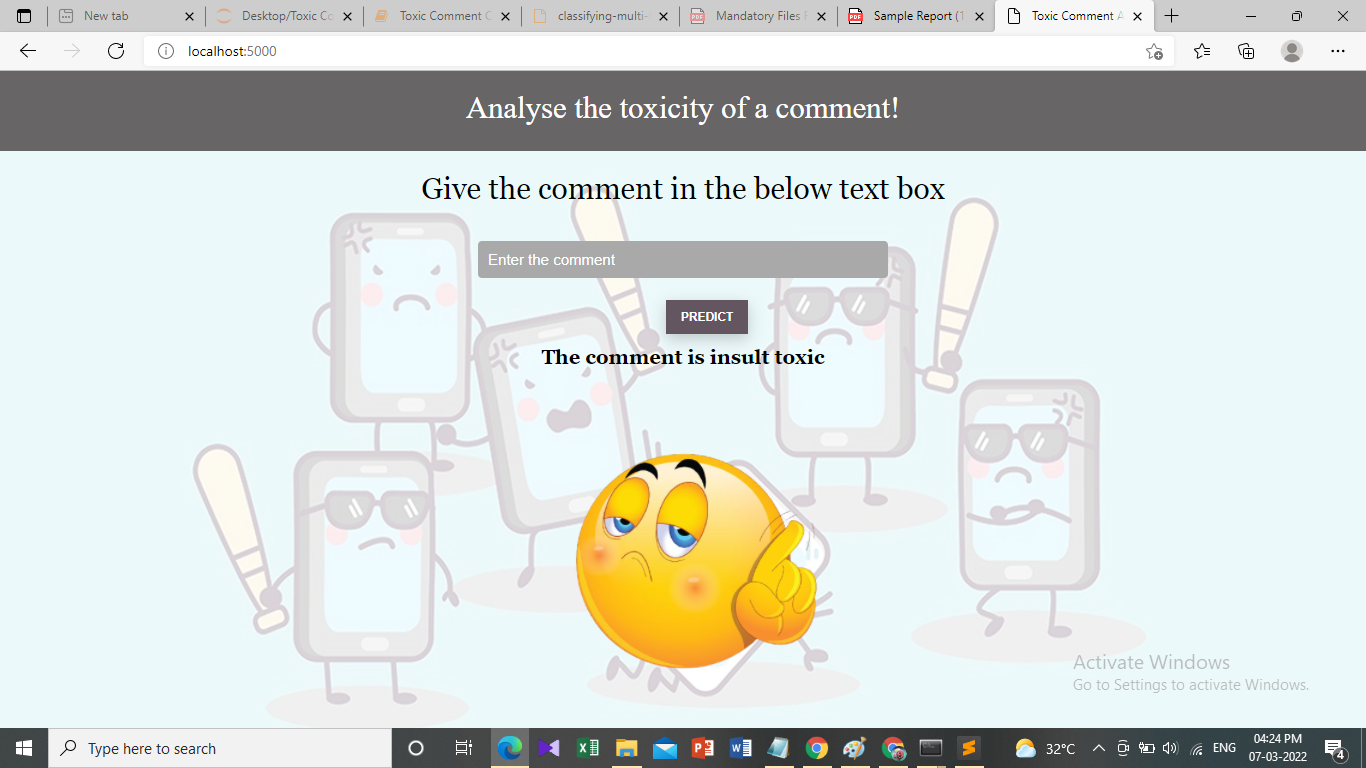 New tab
Desktop/Toxic Co
Toxic Comment C
classifying-multi-
Mandatory Files F
Sample Report (1
Toxic Comment A
localhost:5000
Analyse the toxicity of a comment!
Give the comment in the below text box
Enter the comment
PREDICT
The comment is insult toxic
Activate Windows
Go to Settings to activate Windows.
Type here to search
32°C
ENG
04:24 PM
07-03-2022
4